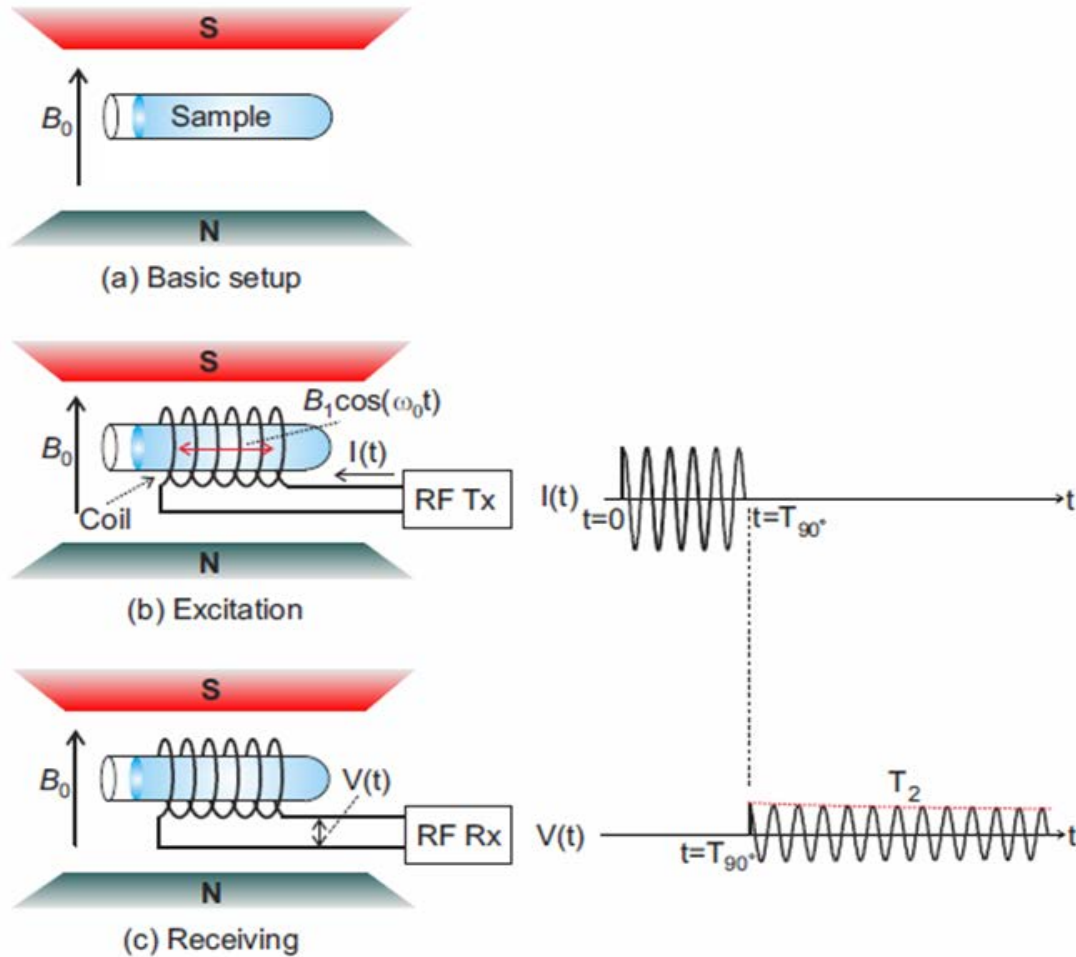 S
B₀
Sample
N
(a) Basic setup
S
B₁cos(ω₀t)
B₀
I(t)
Coil
RF Tx
N
(b) Excitation
I(t)
t=0
t=T₉₀°
t
S
B₀
V(t)
RF Rx
N
(c) Receiving
T₂
V(t)
t=T₉₀°
t